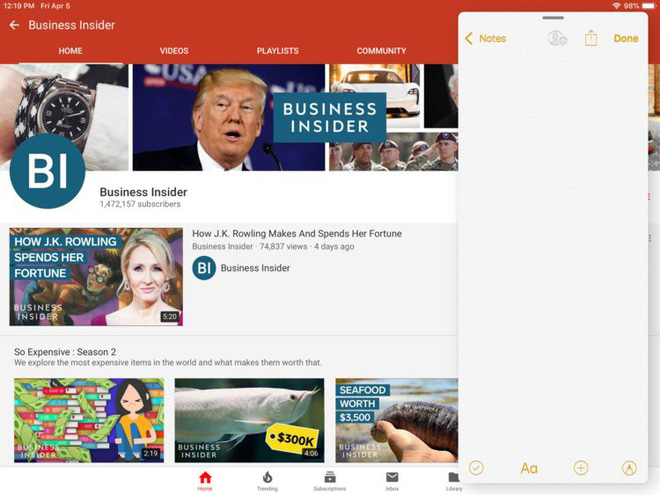 12:19 PM Fri Apr 5
98%
Business Insider
HOME VIDEOS PLAYLISTS COMMUNITY
USA
BUSINESS
INSIDER
BI
Business Insider
1,472,157 subscribers
HOW J.K. ROWLING
SPENDS HER
FORTUNE
BUSINESS
INSIDER
5:20
How J.K. Rowling Makes And Spends Her Fortune
Business Insider · 74,837 views · 4 days ago
BI Business Insider
So Expensive : Season 2
We explore the most expensive items in the world and what makes them worth that.
BUSINESS
INSIDER
2:19
BUSINESS
INSIDER
$300K
4:06
SEAFOOD
WORTH
$3,500
BUSINESS
INSIDER
Home Trending Subscriptions Inbox Library
Notes Done
Aa